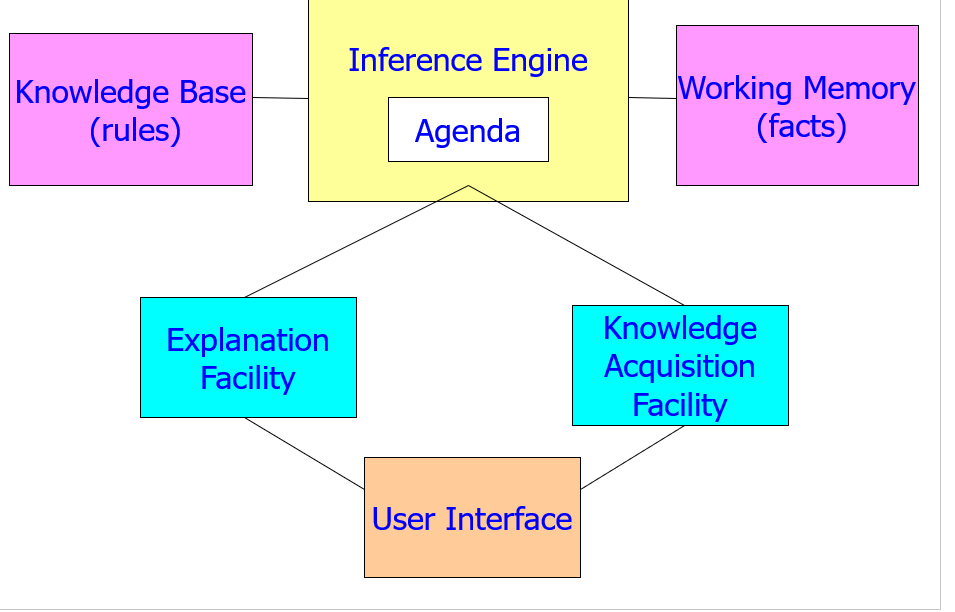 Inference Engine
Knowledge Base
(rules)
Agenda
Working Memory
(facts)
Explanation
Facility
Knowledge
Acquisition
Facility
User Interface